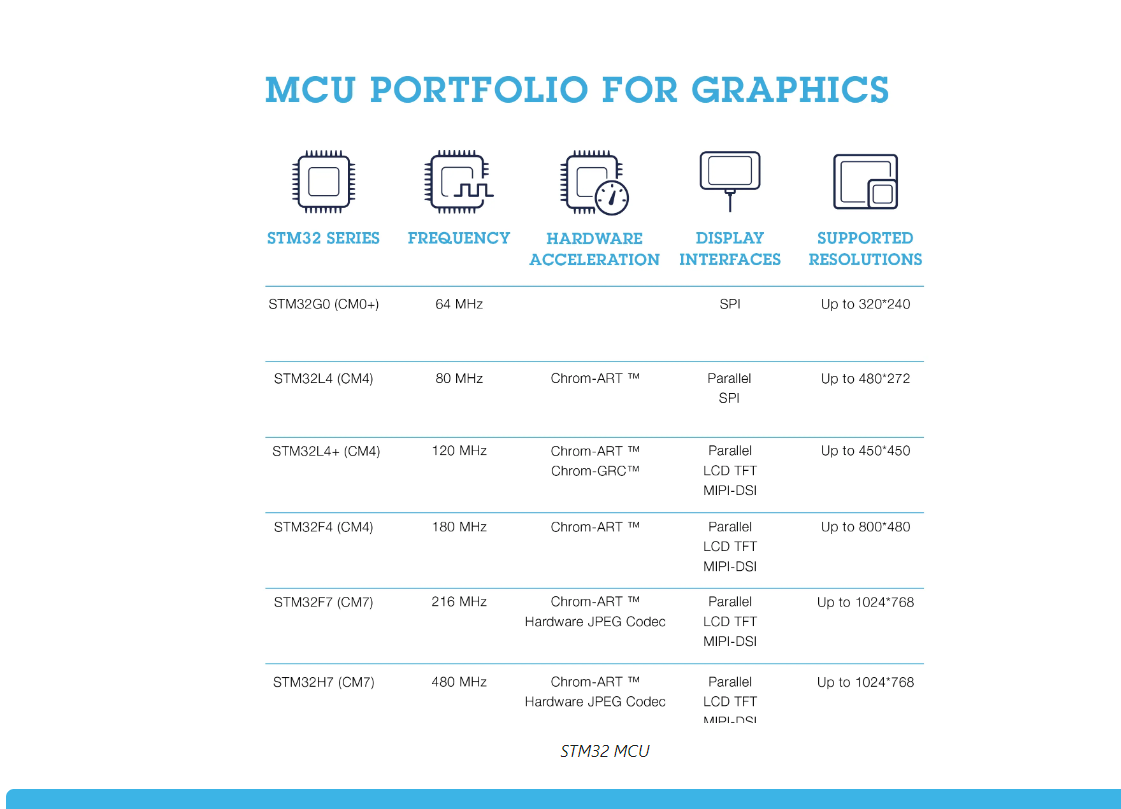 MCU PORTFOLIO FOR GRAPHICS
STM32 SERIES FREQUENCY HARDWARE ACCELERATION DISPLAY INTERFACES SUPPORTED RESOLUTIONS
STM32G0 (CM0+) 64 MHz SPI Up to 320*240
STM32L4 (CM4) 80 MHz Chrom-ART ™ Parallel Up to 480*272
SPI
STM32L4+ (CM4) 120 MHz Chrom-ART ™ Parallel Up to 450*450
Chrom-GRC™ LCD TFT
MIPI-DSI
STM32F4 (CM4) 180 MHz Chrom-ART ™ Parallel Up to 800*480
LCD TFT
MIPI-DSI
STM32F7 (CM7) 216 MHz Chrom-ART ™ Parallel Up to 1024*768
Hardware JPEG Codec LCD TFT
MIPI-DSI
STM32H7 (CM7) 480 MHz Chrom-ART ™ Parallel Up to 1024*768
Hardware JPEG Codec LCD TFT
MIPI-DSI
STM32 MCU